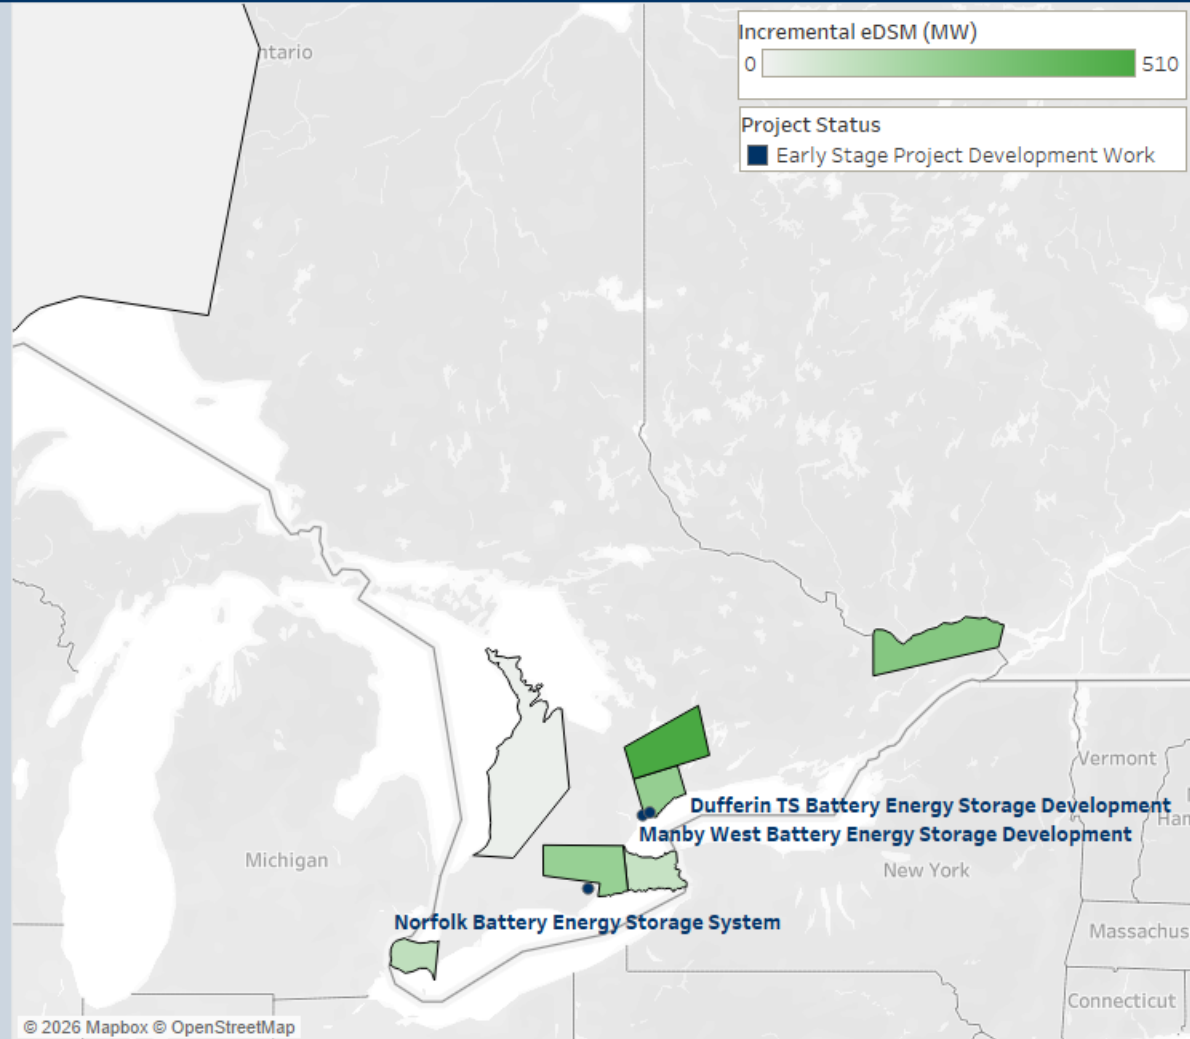 Incremental eDSM (MW)
0
510
Project Status
Early Stage Project Development Work
ntario
Vermont
Dufferin TS Battery Energy Storage Development
Manby West Battery Energy Storage Development
Michigan
New York
Norfolk Battery Energy Storage System
Massachus
Connecticut
© 2026 Mapbox © OpenStreetMap